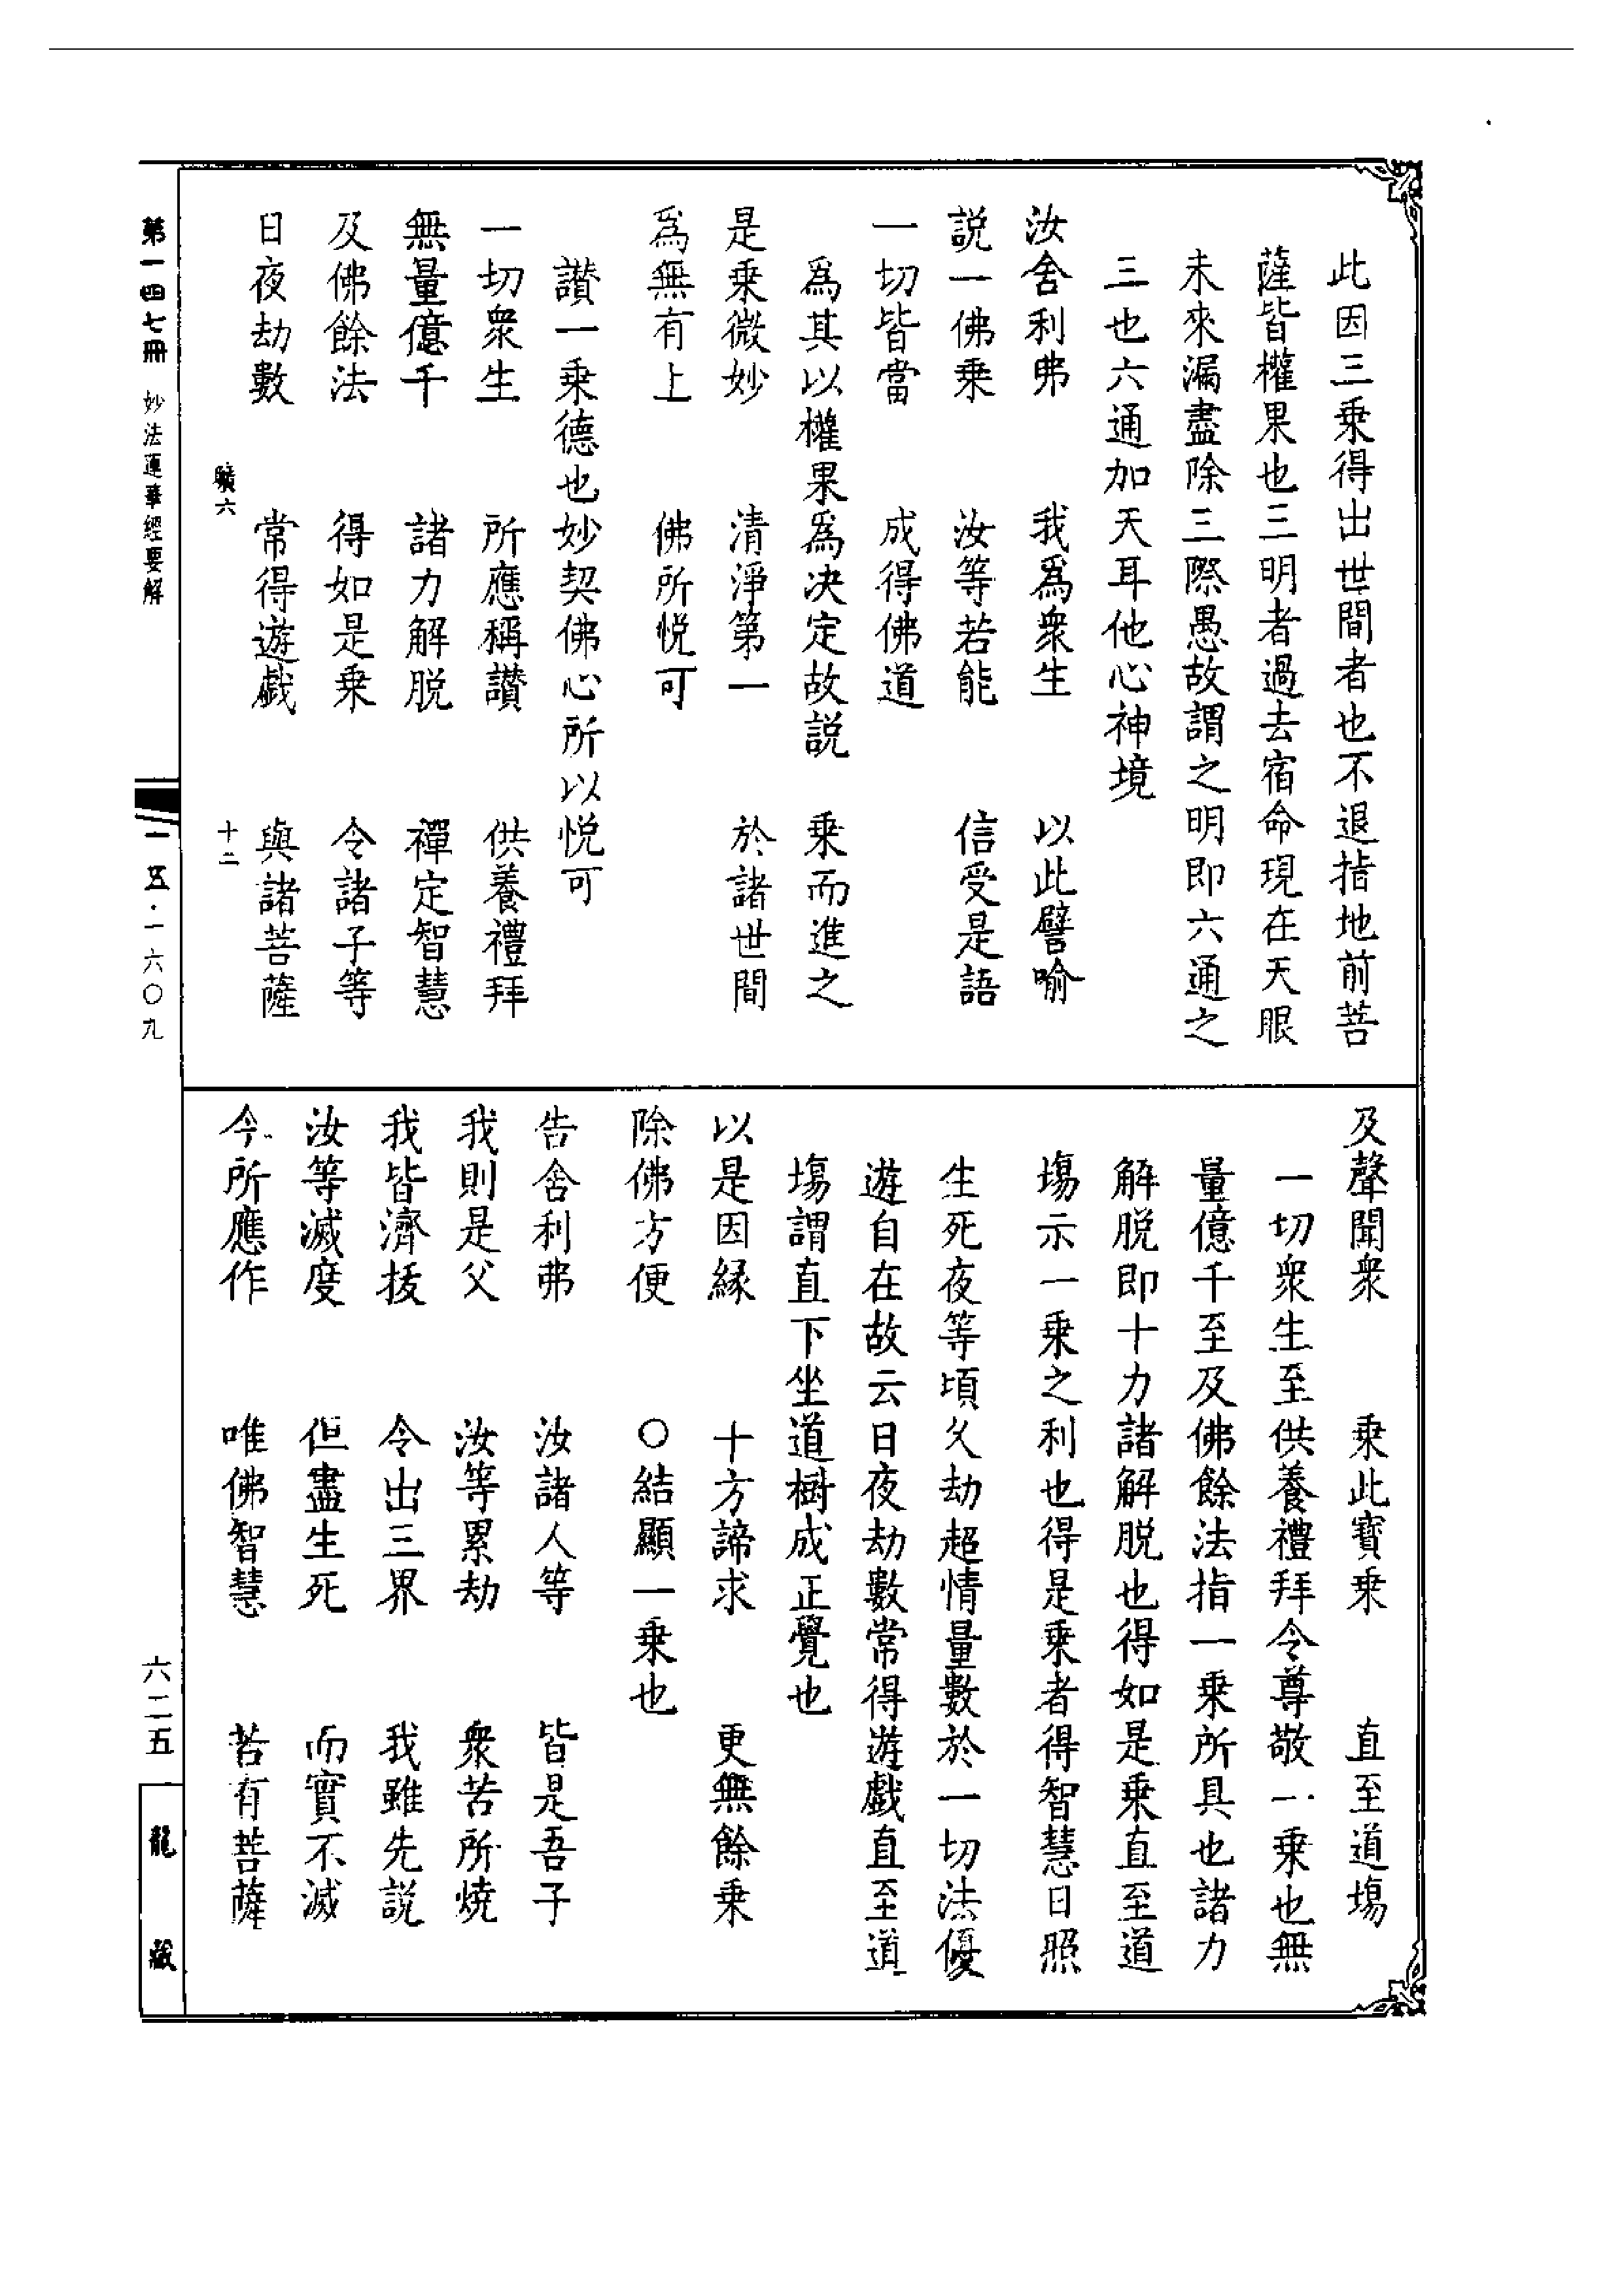 此因三乘得出世間者也不退指地前菩
薩皆權果也三明者過去宿命現在天眼
未來漏盡除三際愚故謂之明即六通之
三也六通加天耳他心神境
汝舍利弗　我爲衆生　以此譬喻
説一佛乘　汝等若能　信受是語
一切皆當　成得佛道
爲其以權果爲决定故説　乘而進之
是乘微妙　清淨第一　於諸世間
爲無有上　佛所悦可
讃一乘德也妙契佛心所以悦可
一切衆生　所應稱讃　供養禮拜
無量億千　諸力解脱　禪定智慧
及佛餘法　得如是乘　令諸子等
日夜劫數　常得遊戲　與諸菩薩
六　十二
及聲聞衆　乘此寶乘　直至道塲
一切衆生至供養禮拜令尊敬一乘也無
量億千至及佛餘法指一乘所具也諸力
解脱即十力諸解脱也得如是乘直至道
塲示一乘之利也得是乘者得智慧日照
生死夜等頃久劫超情量數於一切法優
遊自在故云日夜劫數常得遊戲直至道
塲謂直下坐道樹成正覺也
以是因縁　十方諦求　更無餘乘
除佛方便　○結顯一乘也
告舍利弗　汝諸人等　皆是吾子
我則是父　汝等累劫　衆苦所燒
我皆濟拔　令出三界　我雖先説
汝等滅度　但盡生死　而實不滅
今所應作　唯佛智慧　若有菩薩
第一四七冊　妙法蓮華經要解
一五·一六〇九
六二五
龍藏